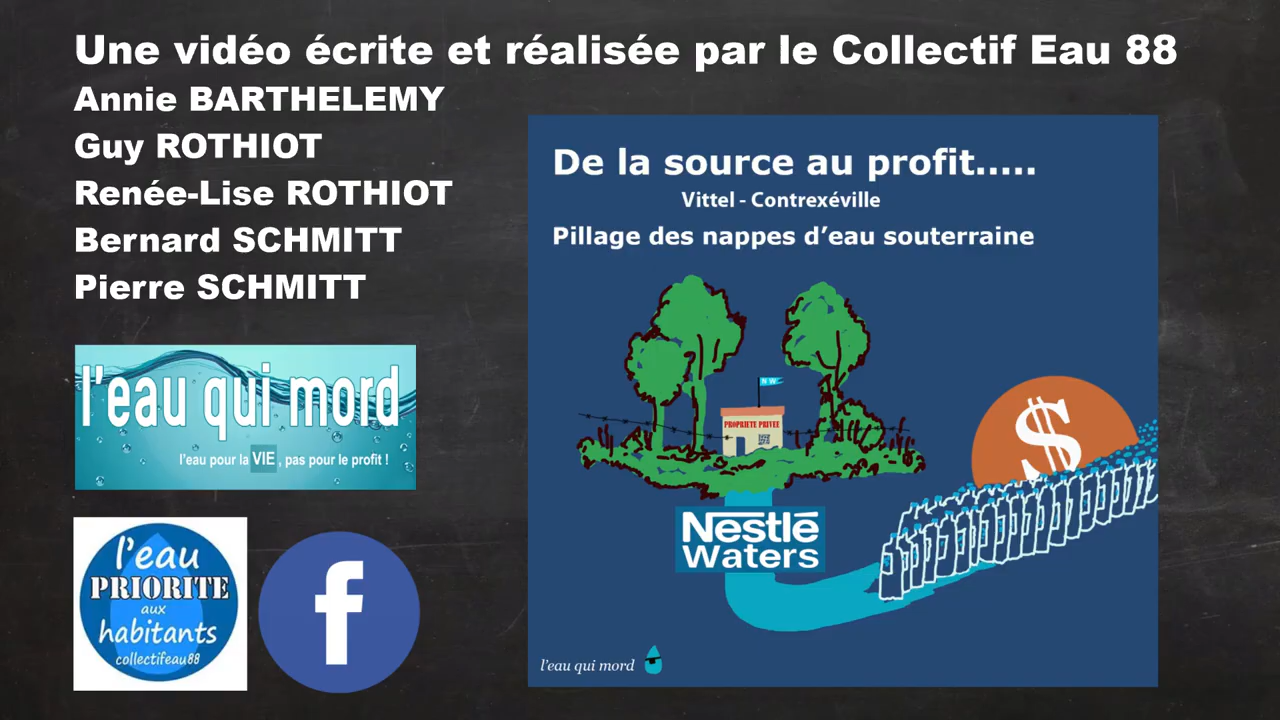 Une vidéo écrite et réalisée par le Collectif Eau 88
Annie BARTHELEMY
Guy ROTHIOT
Renée-Lise ROTHIOT
Bernard SCHMITT
Pierre SCHMITT
l'eau qui mord
l'eau pour la VIE, pas pour le profit !
l'eau
PRIORITE
aux
habitants
collectifeau88
f
De la source au profit.....
Vittel - Contrexéville
Pillage des nappes d'eau souterraine
N W
PROPRIETE PRIVEE
$
Nestlé
Waters
l'eau qui mord